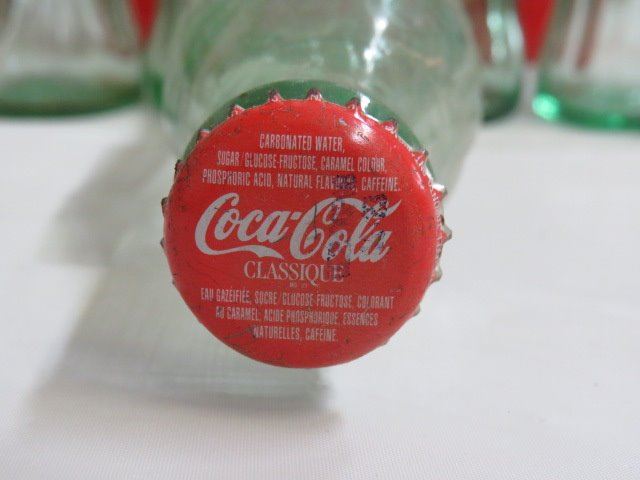 CARBONATED WATER,
SUGAR/GLUCOSE-FRUCTOSE, CARAMEL COLOUR,
PHOSPHORIC ACID, NATURAL FLAVOUR, CAFFEINE.
Coca-Cola
CLASSIQUE
EAU GAZÉIFIÉE, SUCRE/GLUCOSE-FRUCTOSE, COLORANT
AU CARAMEL, ACIDE PHOSPHORIQUE, ESSENCES
NATURELLES, CAFÉINE.